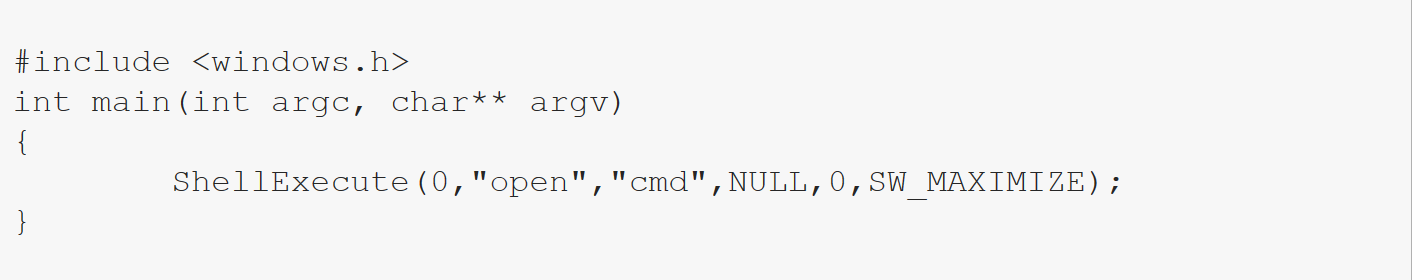 #include <windows.h>
int main(int argc, char** argv)
{
        ShellExecute(0,"open","cmd",NULL,0,SW_MAXIMIZE);
}